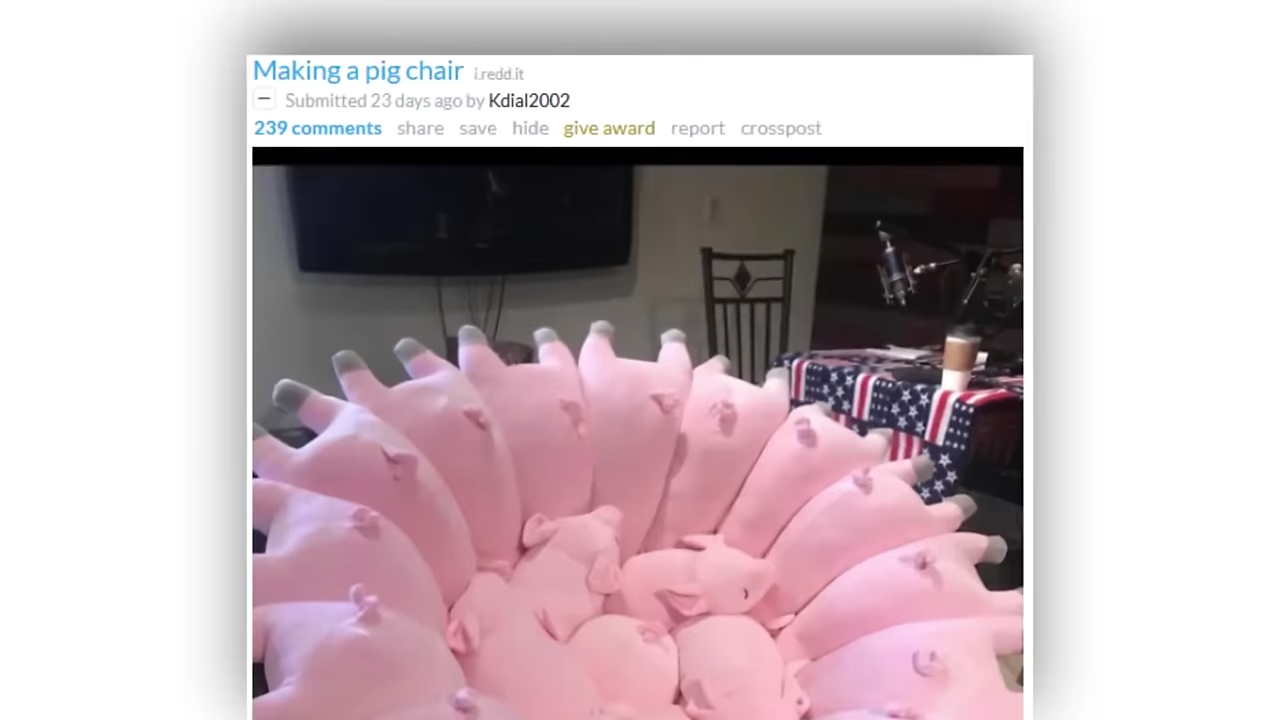 Making a pig chair i.redd.it
Submitted 23 days ago by Kdial2002
239 comments share save hide give award report crosspost